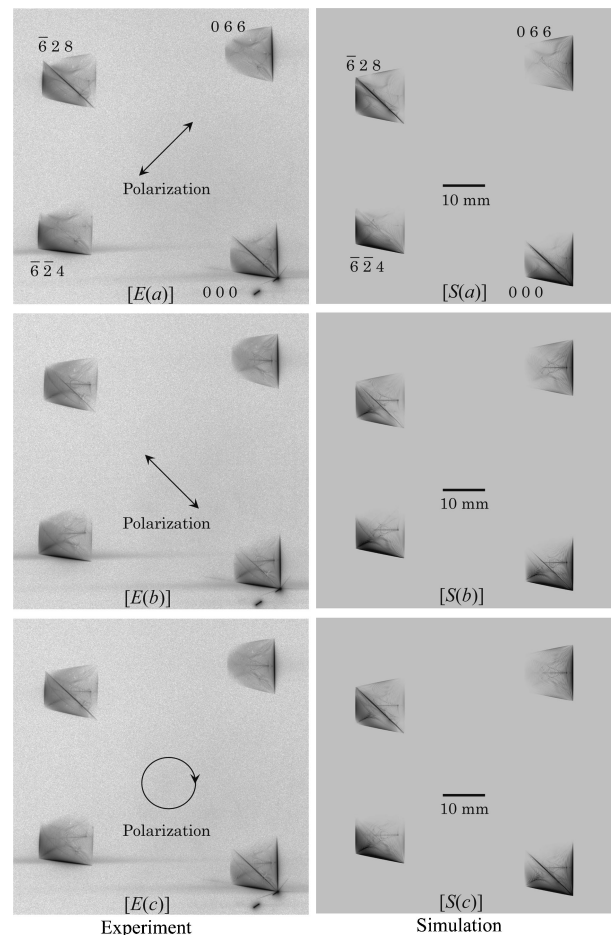 0 6 6
6̅ 2 8
Polarization
6̅ 2̅ 4
[E(a)]
0 0 0
0 6 6
6̅ 2 8
10 mm
6̅ 2̅ 4
[S(a)]
0 0 0
Polarization
[E(b)]
10 mm
[S(b)]
Polarization
[E(c)]
10 mm
[S(c)]
Experiment
Simulation